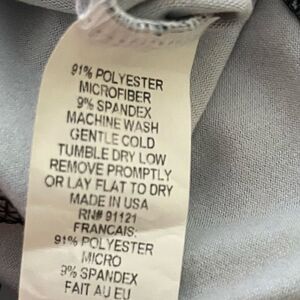 91% POLYESTER
MICROFIBER
9% SPANDEX
MACHINE WASH
GENTLE COLD
TUMBLE DRY LOW
REMOVE PROMPTLY
OR LAY FLAT TO DRY
MADE IN USA
RN# 91121
FRANCAIS:
91% POLYESTER
MICRO
9% SPANDEX
FAIT AU EU